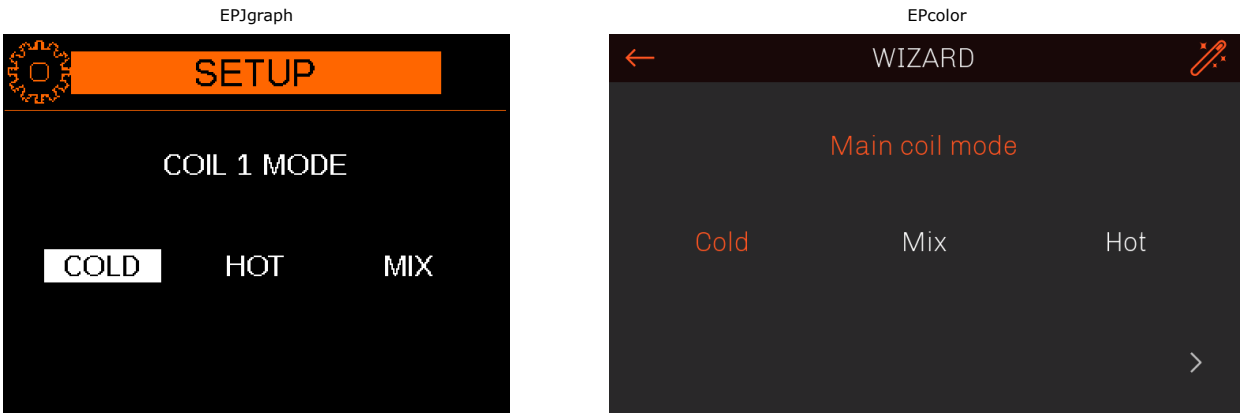 EPJgraph
SETUP
COIL 1 MODE
COLD HOT MIX
EPcolor
WIZARD
Main coil mode
Cold Mix Hot